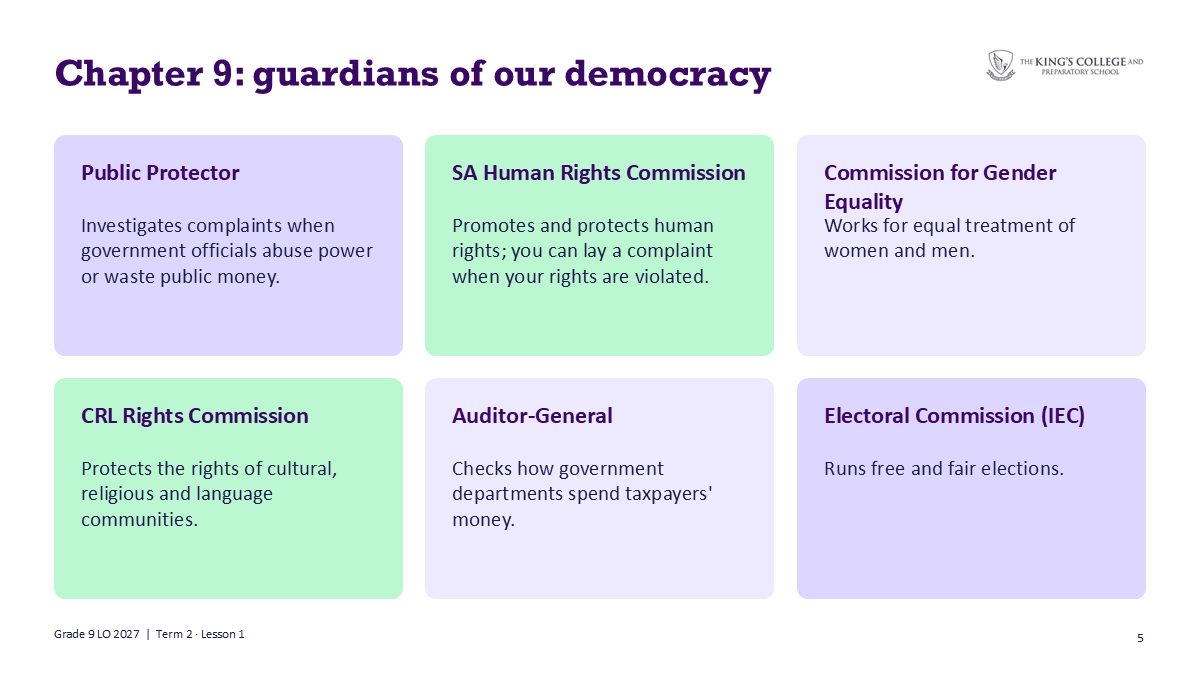 Chapter 9: guardians of our democracy
THE KING'S COLLEGE AND
PREPARATORY SCHOOL
Public Protector
Investigates complaints when
government officials abuse power
or waste public money.
SA Human Rights Commission
Promotes and protects human
rights; you can lay a complaint
when your rights are violated.
Commission for Gender
Equality
Works for equal treatment of
women and men.
CRL Rights Commission
Protects the rights of cultural,
religious and language
communities.
Auditor-General
Checks how government
departments spend taxpayers'
money.
Electoral Commission (IEC)
Runs free and fair elections.
Grade 9 LO 2027 | Term 2 · Lesson 1
5